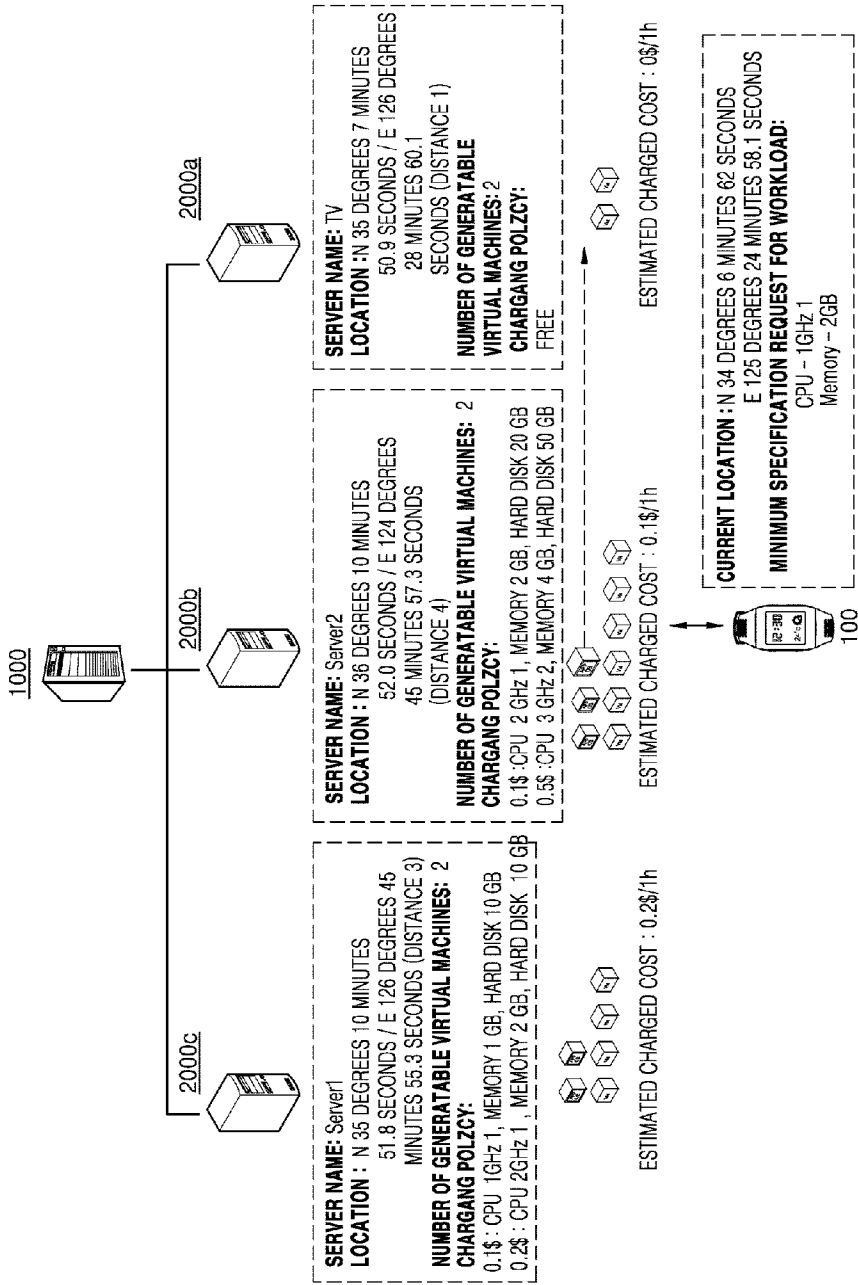 1000
2000c
2000b
2000a
SERVER NAME: Server1
LOCATION : N 35 DEGREES 10 MINUTES
51.8 SECONDS / E 126 DEGREES 45
MINUTES 55.3 SECONDS (DISTANCE 3)
NUMBER OF GENERATABLE VIRTUAL MACHINES: 2
CHARGANG POLZCY:
0.1$ : CPU 1GHz 1, MEMORY 1 GB, HARD DISK 10 GB
0.2$ : CPU 2GHz 1 , MEMORY 2 GB, HARD DISK 10 GB
ESTIMATED CHARGED COST : 0.2$/1h
SERVER NAME: Server2
LOCATION : N 36 DEGREES 10 MINUTES
52.0 SECONDS / E 124 DEGREES
45 MINUTES 57.3 SECONDS
(DISTANCE 4)
NUMBER OF GENERATABLE VIRTUAL MACHINES: 2
CHARGANG POLZCY:
0.1$ :CPU 2 GHz 1, MEMORY 2 GB, HARD DISK 20 GB
0.5$ :CPU 3 GHz 2, MEMORY 4 GB, HARD DISK 50 GB
ESTIMATED CHARGED COST : 0.1$/1h
SERVER NAME: TV
LOCATION :N 35 DEGREES 7 MINUTES
50.9 SECONDS / E 126 DEGREES
28 MINUTES 60.1
SECONDS (DISTANCE 1)
NUMBER OF GENERATABLE
VIRTUAL MACHINES: 2
CHARGANG POLZCY:
FREE
ESTIMATED CHARGED COST : 0$/1h
12:30
100
CURRENT LOCATION : N 34 DEGREES 6 MINUTES 62 SECONDS
E 125 DEGREES 24 MINUTES 58.1 SECONDS
MINIMUM SPECIFICATION REQUEST FOR WORKLOAD:
CPU – 1GHz 1
Memory – 2GB